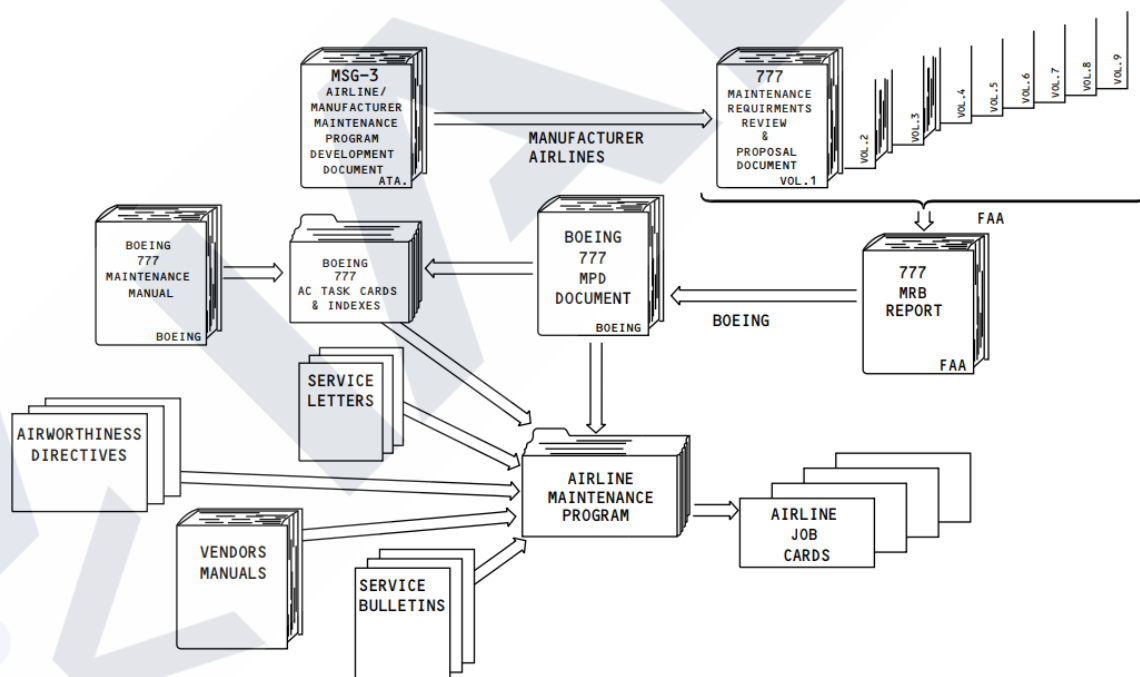 MSG-3
AIRLINE/
MANUFACTURER
MAINTENANCE
PROGRAM
DEVELOPMENT
DOCUMENT
ATA.
MANUFACTURER
AIRLINES
777
MAINTENANCE
REQUIRMENTS
REVIEW
&
PROPOSAL
DOCUMENT
VOL.1
VOL.2
VOL.3
VOL.4
VOL.5
VOL.6
VOL.7
VOL.8
VOL.9
FAA
BOEING
777
MAINTENANCE
MANUAL
BOEING
BOEING
777
AC TASK CARDS
& INDEXES
BOEING
777
MPD
DOCUMENT
BOEING
BOEING
777
MRB
REPORT
FAA
SERVICE
LETTERS
AIRWORTHINESS
DIRECTIVES
AIRLINE
MAINTENANCE
PROGRAM
AIRLINE
JOB
CARDS
VENDORS
MANUALS
SERVICE
BULLETINS